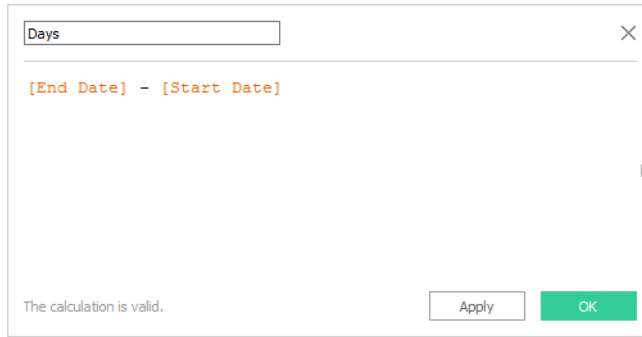 Days
[End Date] - [Start Date]
The calculation is valid.
Apply
OK